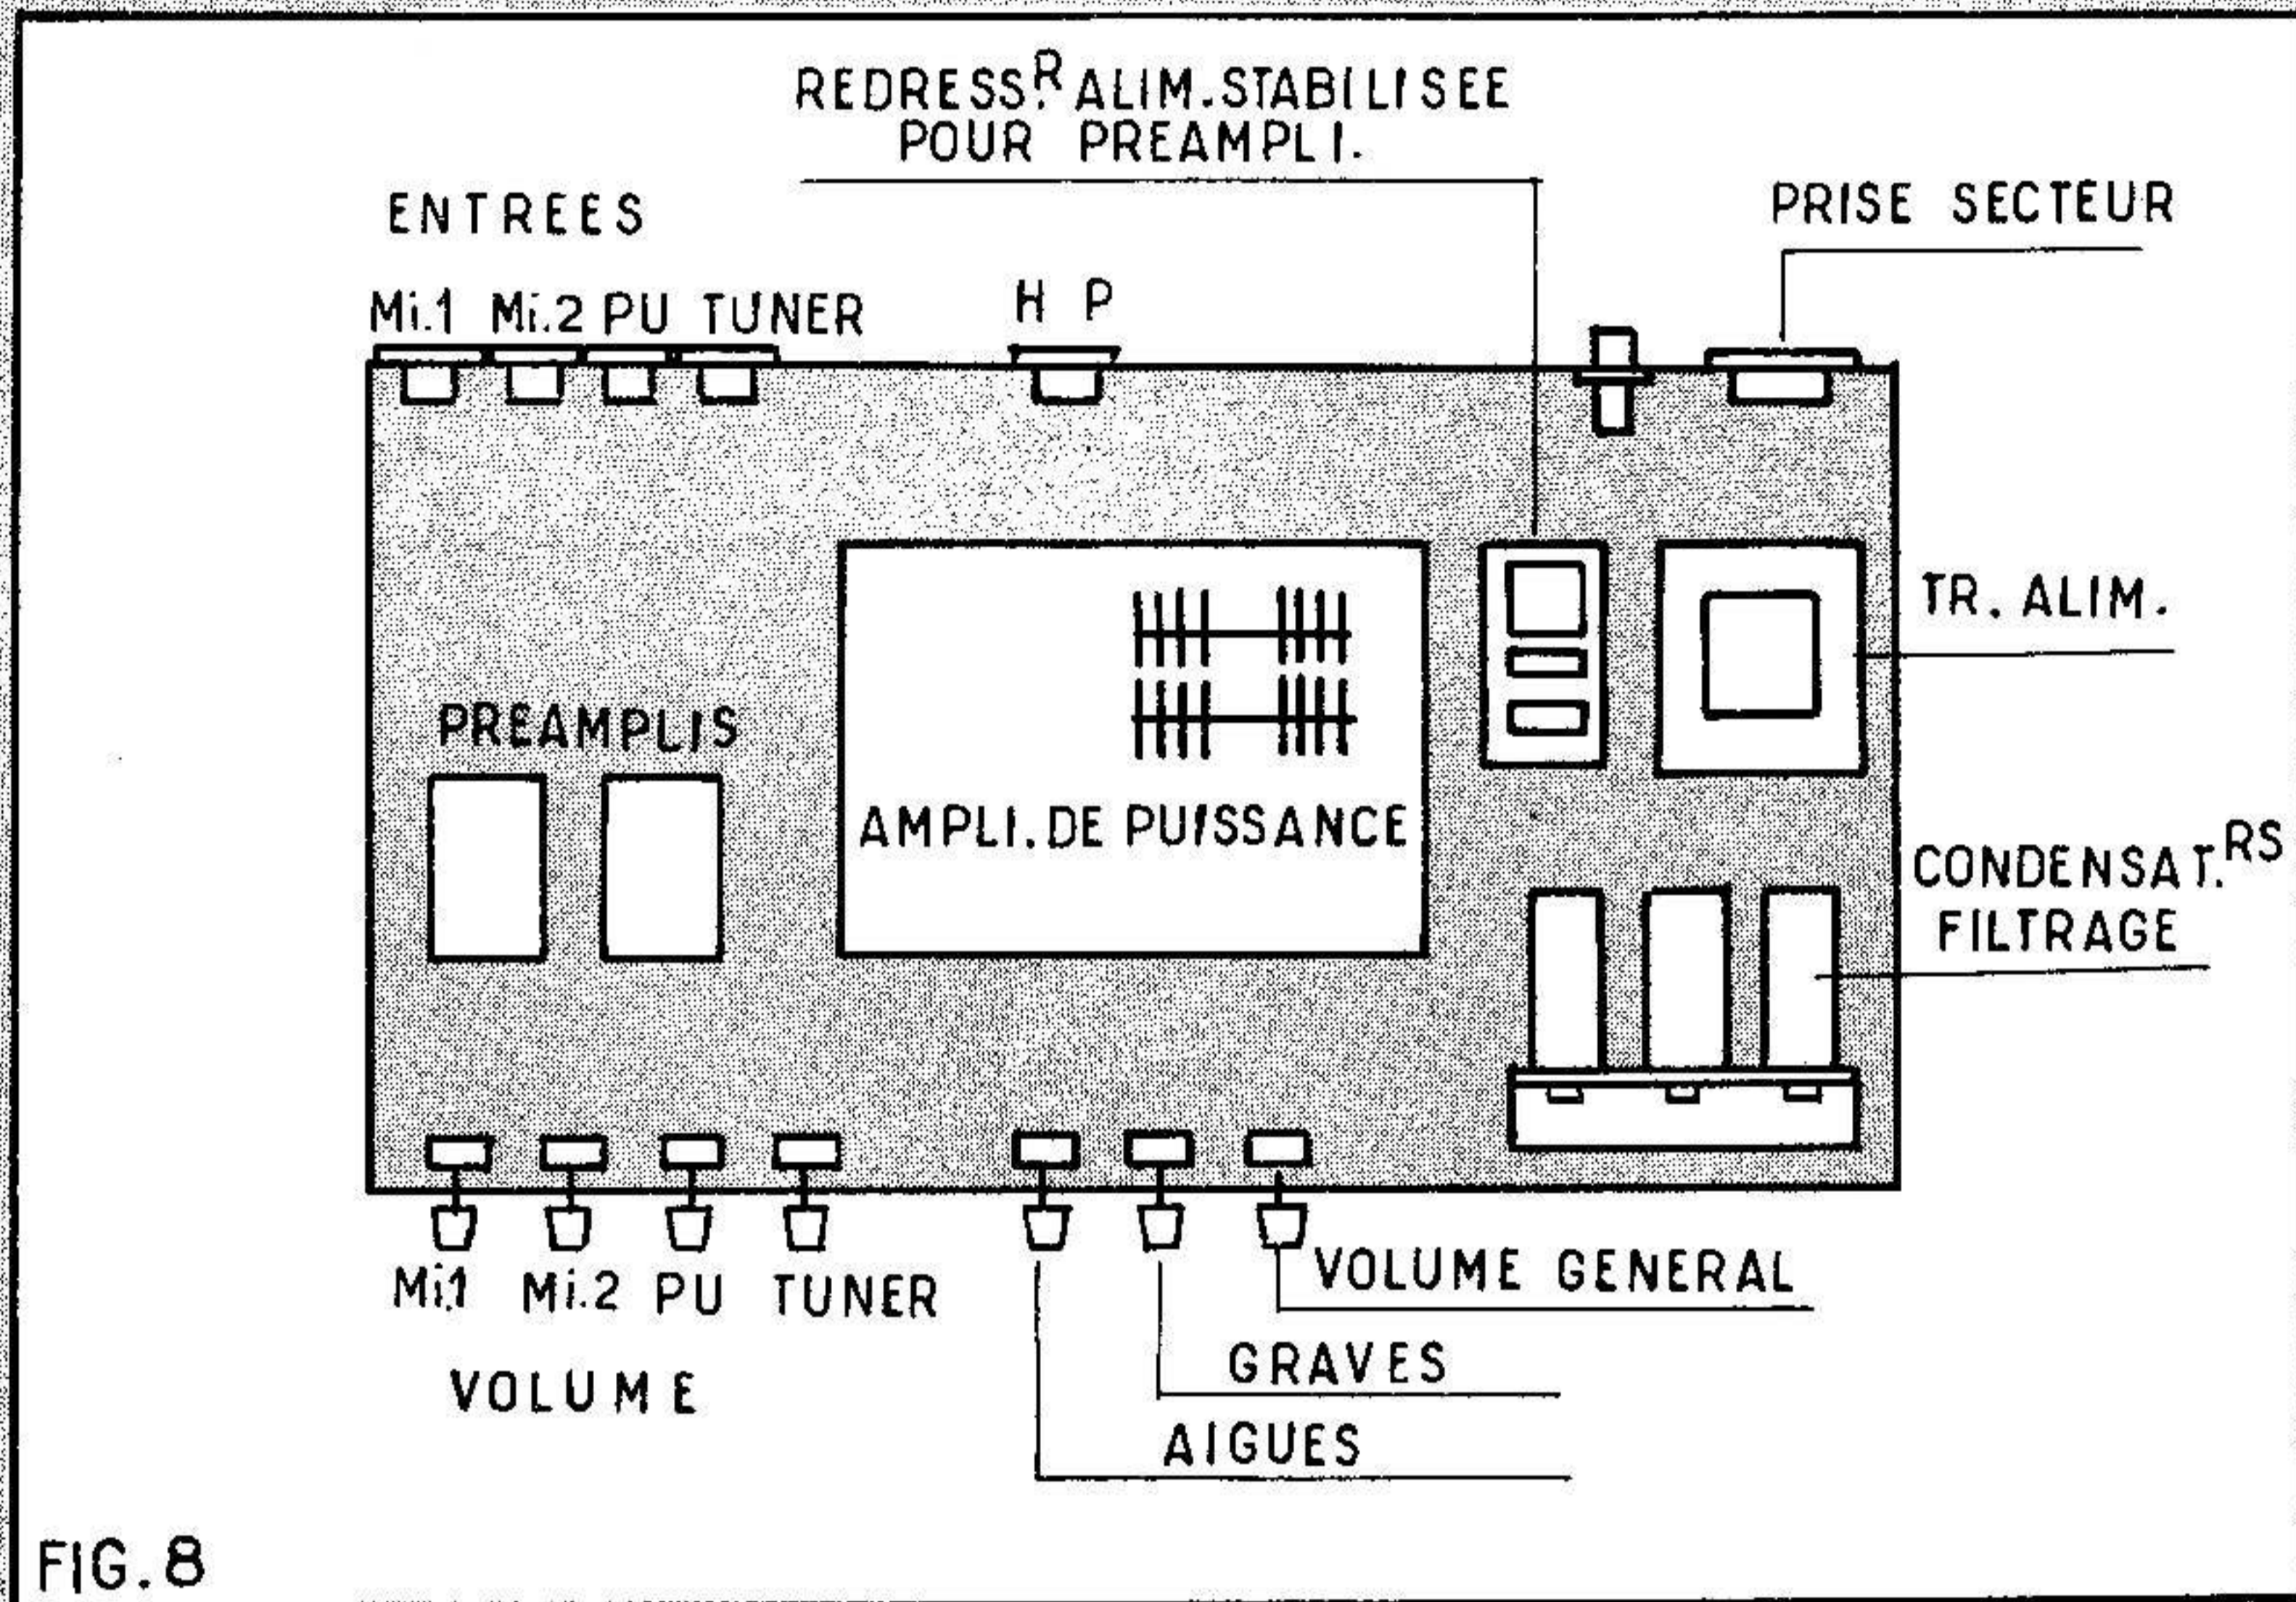 REDRESS.R ALIM.STABILISEE
POUR PREAMPLI.
ENTREES
PRISE SECTEUR
Mi.1 Mi.2 PU TUNER
H P
TR. ALIM.
PREAMPLIS
AMPLI. DE PUISSANCE
CONDENSAT.RS
FILTRAGE
Mi.1 Mi.2 PU TUNER
VOLUME
VOLUME GENERAL
GRAVES
AIGUES
FIG. 8